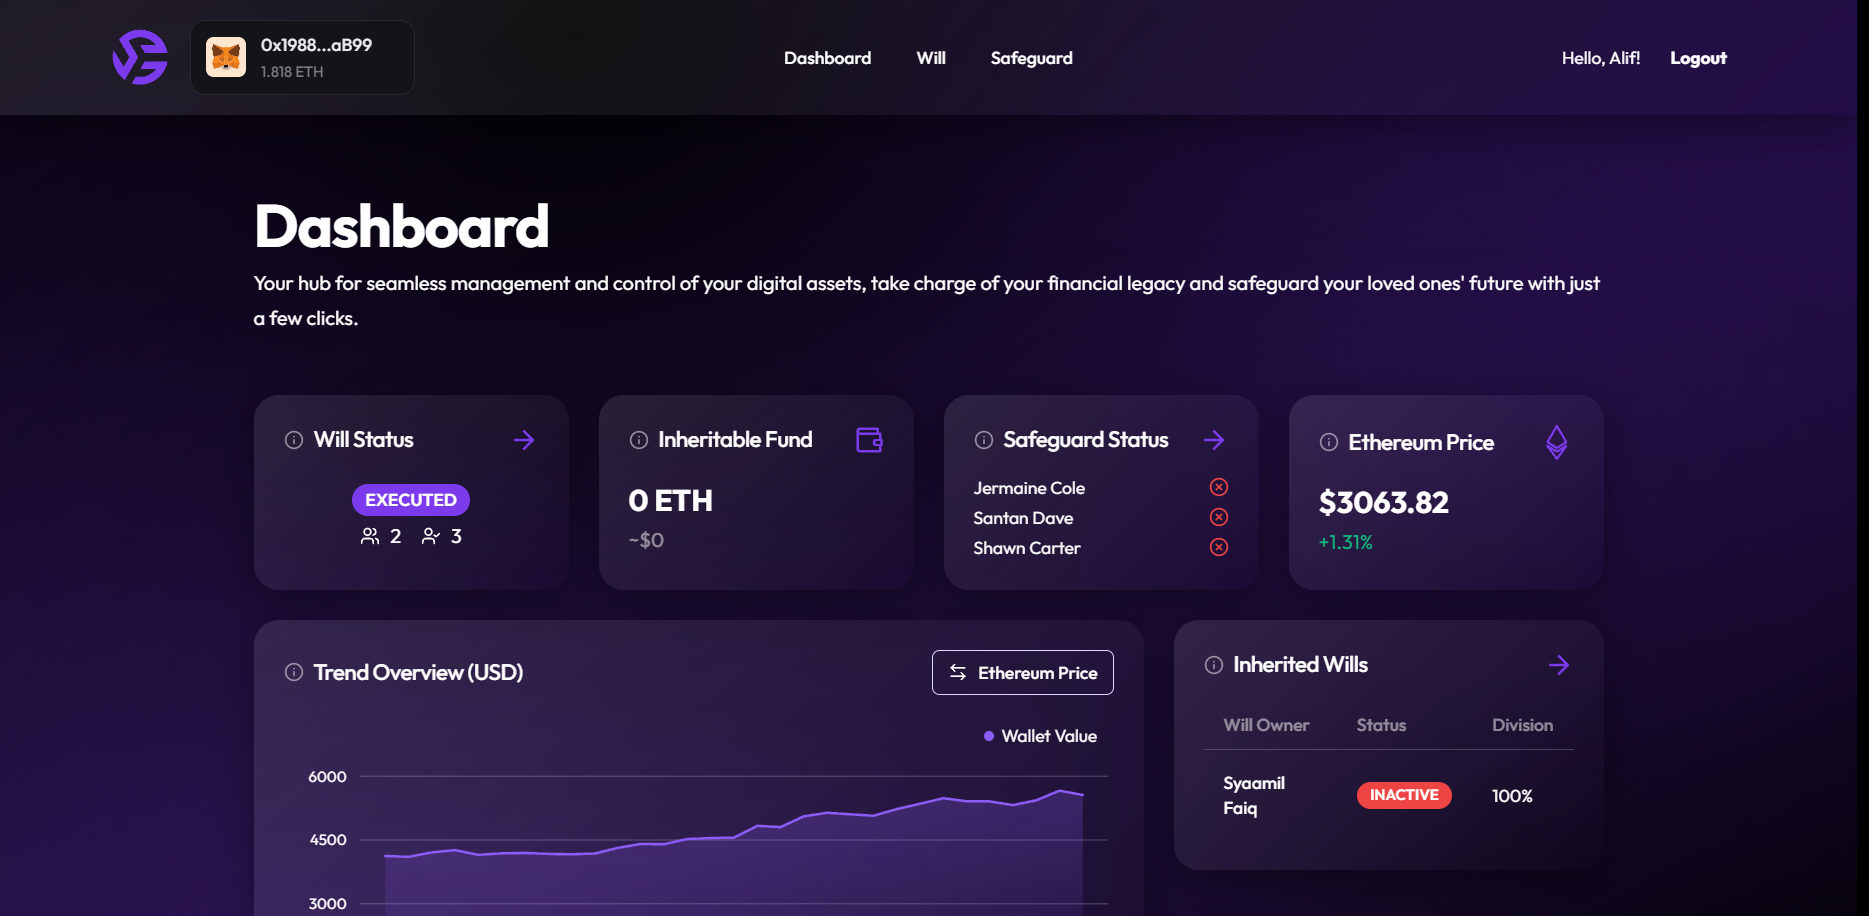 0x1988...aB99
1.818 ETH
Dashboard
Will
Safeguard
Hello, Alif!
Logout
Dashboard
Your hub for seamless management and control of your digital assets, take charge of your financial legacy and safeguard your loved ones' future with just
a few clicks.
Will Status
EXECUTED
2
3
Inheritable Fund
0 ETH
~$0
Safeguard Status
Jermaine Cole
Santan Dave
Shawn Carter
Ethereum Price
$3063.82
+1.31%
Trend Overview (USD)
Ethereum Price
Wallet Value
6000
4500
3000
Inherited Wills
Will Owner Status Division
Syaamil
Faiq
INACTIVE
100%